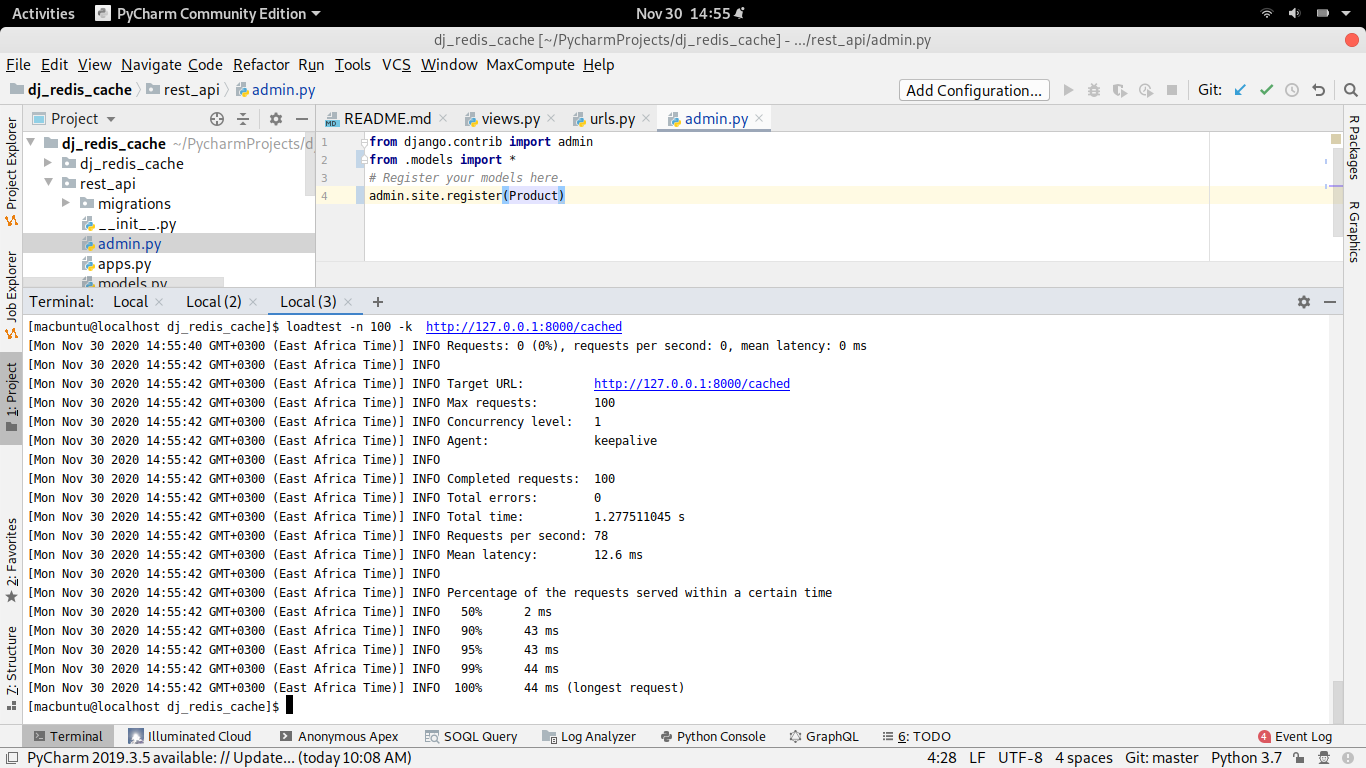 Activities PyCharm Community Edition Nov 30 14:55
dj_redis_cache [~/PycharmProjects/dj_redis_cache] - .../rest_api/admin.py
File Edit View Navigate Code Refactor Run Tools VCS Window MaxCompute Help
dj_redis_cache rest_api admin.py Add Configuration... Git:
Project README.md views.py urls.py admin.py
dj_redis_cache ~/PycharmProjects/d
dj_redis_cache
rest_api
migrations
__init__.py
admin.py
apps.py
models.py
1 from django.contrib import admin
2 from .models import *
3 # Register your models here.
4 admin.site.register(Product)
Project Explorer
Job Explorer
1: Project
2: Favorites
7: Structure
R Packages
R Graphics
Terminal: Local Local (2) Local (3) +
[macbuntu@localhost dj_redis_cache]$ loadtest -n 100 -k  http://127.0.0.1:8000/cached
[Mon Nov 30 2020 14:55:40 GMT+0300 (East Africa Time)] INFO Requests: 0 (0%), requests per second: 0, mean latency: 0 ms
[Mon Nov 30 2020 14:55:42 GMT+0300 (East Africa Time)] INFO
[Mon Nov 30 2020 14:55:42 GMT+0300 (East Africa Time)] INFO Target URL:          http://127.0.0.1:8000/cached
[Mon Nov 30 2020 14:55:42 GMT+0300 (East Africa Time)] INFO Max requests:        100
[Mon Nov 30 2020 14:55:42 GMT+0300 (East Africa Time)] INFO Concurrency level:   1
[Mon Nov 30 2020 14:55:42 GMT+0300 (East Africa Time)] INFO Agent:               keepalive
[Mon Nov 30 2020 14:55:42 GMT+0300 (East Africa Time)] INFO
[Mon Nov 30 2020 14:55:42 GMT+0300 (East Africa Time)] INFO Completed requests:  100
[Mon Nov 30 2020 14:55:42 GMT+0300 (East Africa Time)] INFO Total errors:        0
[Mon Nov 30 2020 14:55:42 GMT+0300 (East Africa Time)] INFO Total time:          1.277511045 s
[Mon Nov 30 2020 14:55:42 GMT+0300 (East Africa Time)] INFO Requests per second: 78
[Mon Nov 30 2020 14:55:42 GMT+0300 (East Africa Time)] INFO Mean latency:        12.6 ms
[Mon Nov 30 2020 14:55:42 GMT+0300 (East Africa Time)] INFO
[Mon Nov 30 2020 14:55:42 GMT+0300 (East Africa Time)] INFO Percentage of the requests served within a certain time
[Mon Nov 30 2020 14:55:42 GMT+0300 (East Africa Time)] INFO   50%      2 ms
[Mon Nov 30 2020 14:55:42 GMT+0300 (East Africa Time)] INFO   90%      43 ms
[Mon Nov 30 2020 14:55:42 GMT+0300 (East Africa Time)] INFO   95%      43 ms
[Mon Nov 30 2020 14:55:42 GMT+0300 (East Africa Time)] INFO   99%      44 ms
[Mon Nov 30 2020 14:55:42 GMT+0300 (East Africa Time)] INFO  100%      44 ms (longest request)
[macbuntu@localhost dj_redis_cache]$
Terminal Illuminated Cloud Anonymous Apex SOQL Query Log Analyzer Python Console GraphQL 6: TODO 4 Event Log
PyCharm 2019.3.5 available: // Update... (today 10:08 AM) 4:28 LF UTF-8 4 spaces Git: master Python 3.7